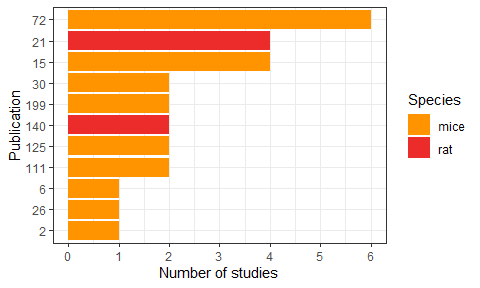 Publication
72
21
15
30
199
140
125
111
6
26
2
0 1 2 3 4 5 6
Number of studies
Species
mice
rat